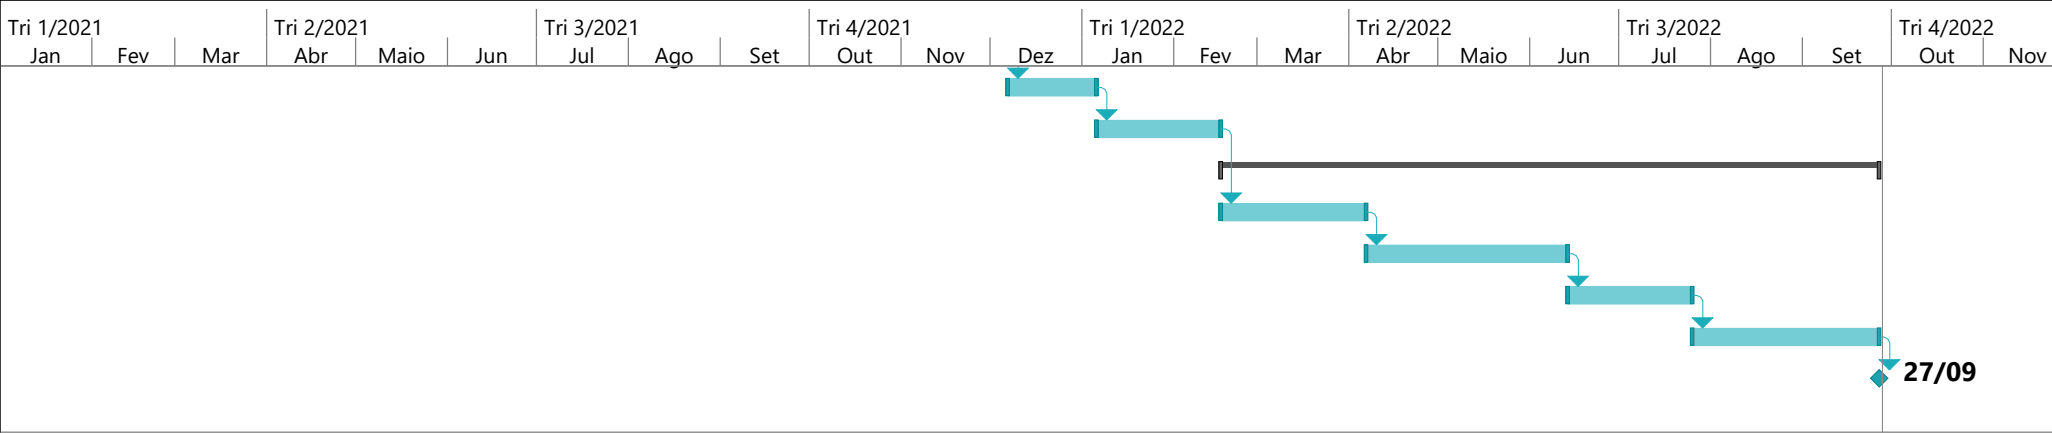 Tri 1/2021 Tri 2/2021 Tri 3/2021 Tri 4/2021 Tri 1/2022 Tri 2/2022 Tri 3/2022 Tri 4/2022
Jan Fev Mar Abr Maio Jun Jul Ago Set Out Nov Dez Jan Fev Mar Abr Maio Jun Jul Ago Set Out Nov
27/09